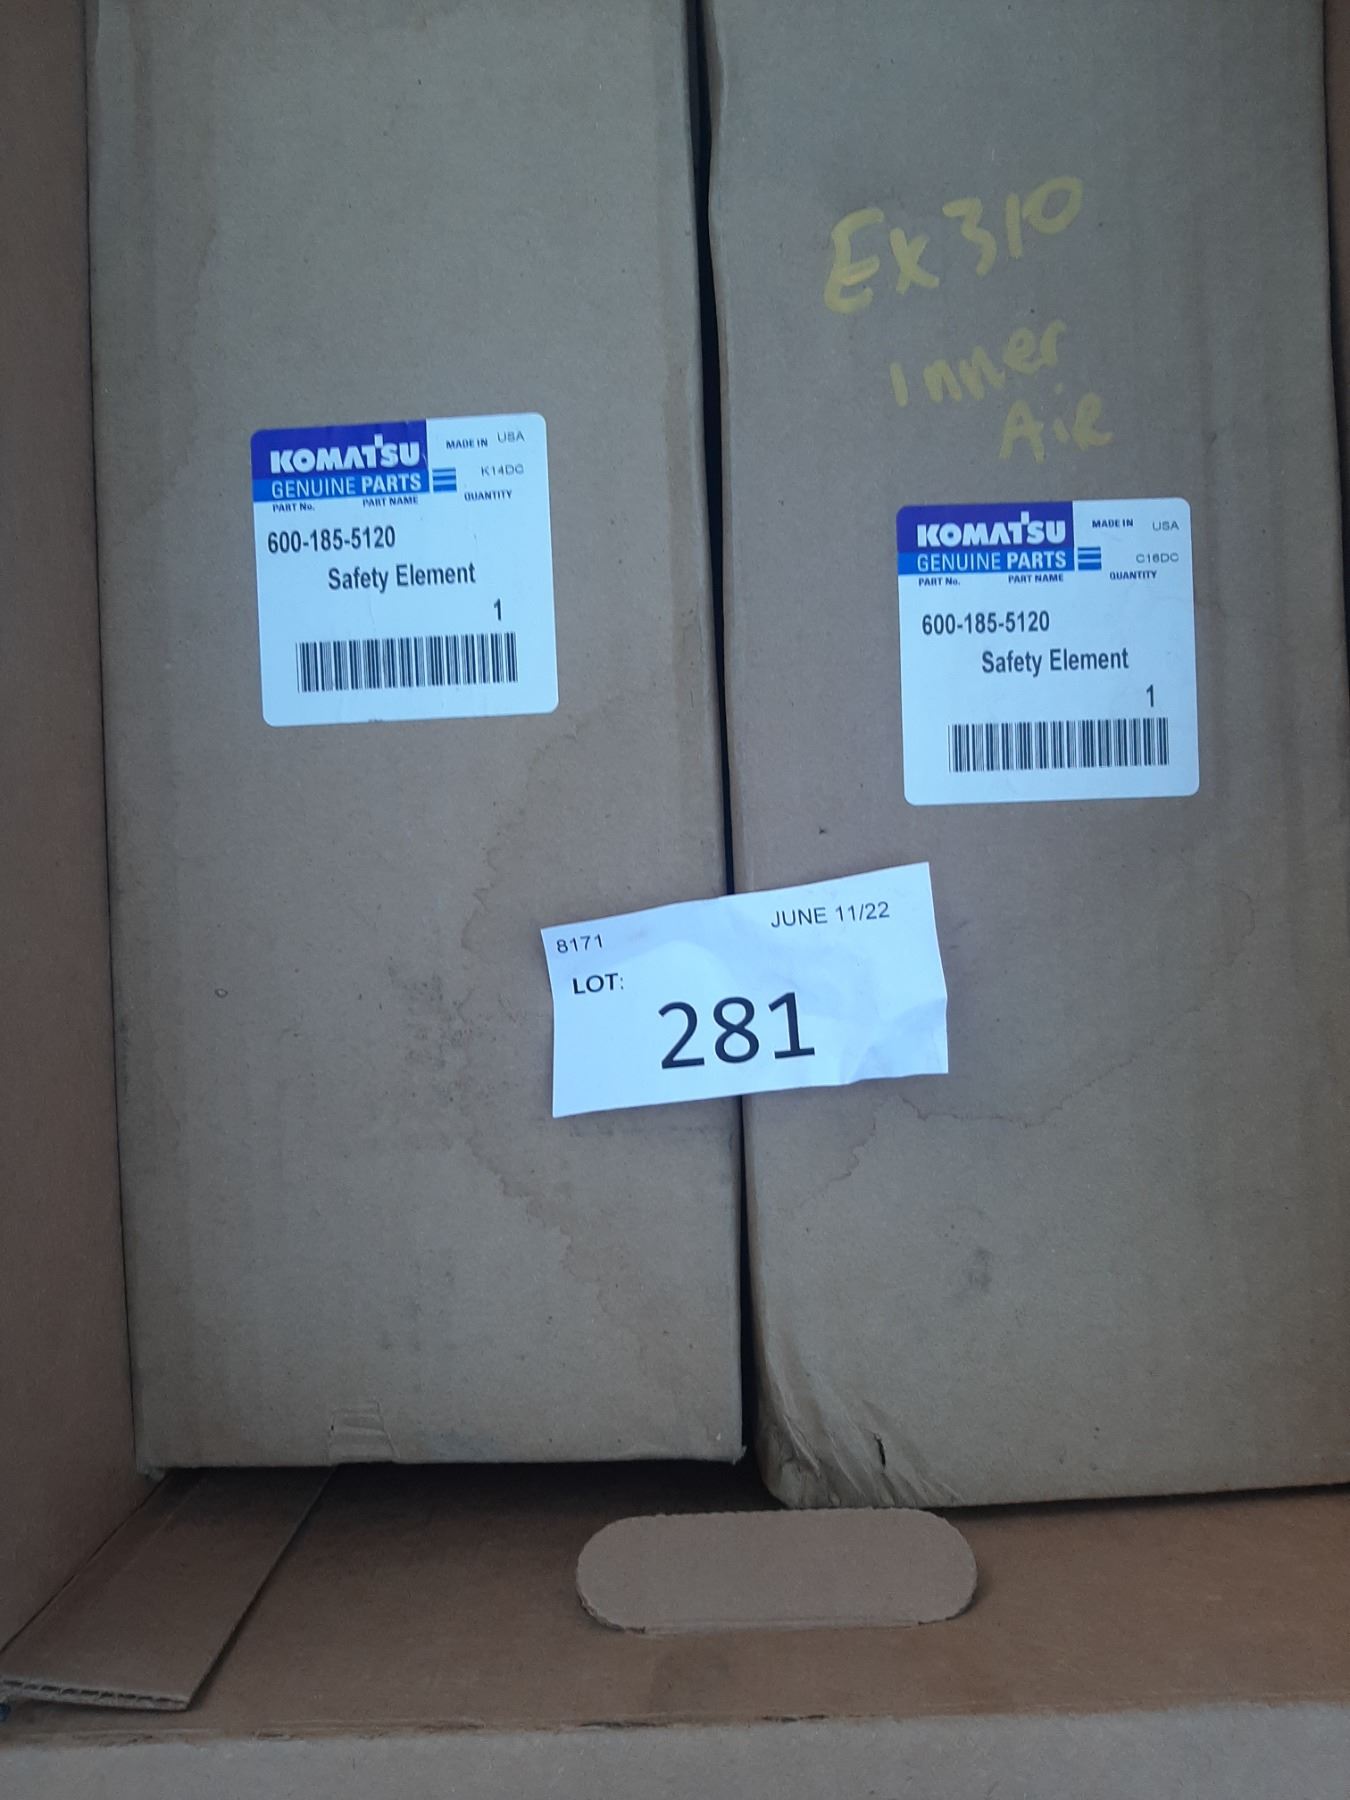 KOMATSU
GENUINE PARTS
MADE IN USA
K14DC
PART No. PART NAME QUANTITY
600-185-5120
Safety Element
1
Ex310
Inner
Air
KOMATSU
GENUINE PARTS
MADE IN USA
C16DC
PART No. PART NAME QUANTITY
600-185-5120
Safety Element
1
8171 JUNE 11/22
LOT:
281